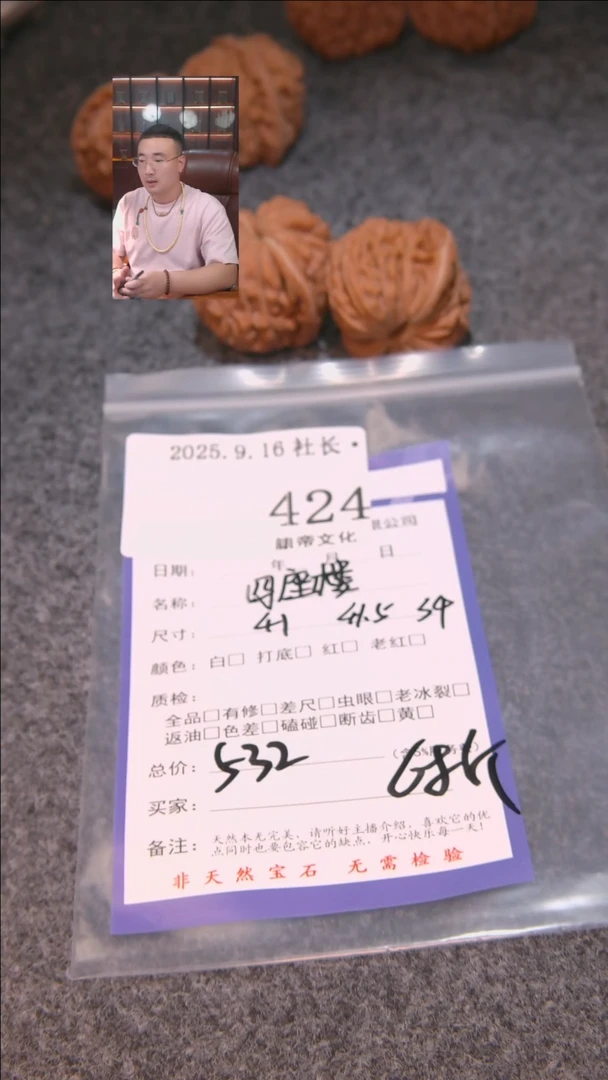 2025.9.16 社长 •
424
公司
帝文化
日期: 年 月 日
名称: 四座楼
尺寸: 41 41.5 34
颜色: 白□ 打底□ 红□ 老红□
质检:
全品□有修□差尺□虫眼□老冰裂□
返油□色差□磕碰□断齿□黄□
总价: 532
买家:
备注: 天然本无完美，请听好主播介绍，喜欢它的优
点同时也要包容它的缺点，开心快乐每一天！
非天然宝石 无需检验